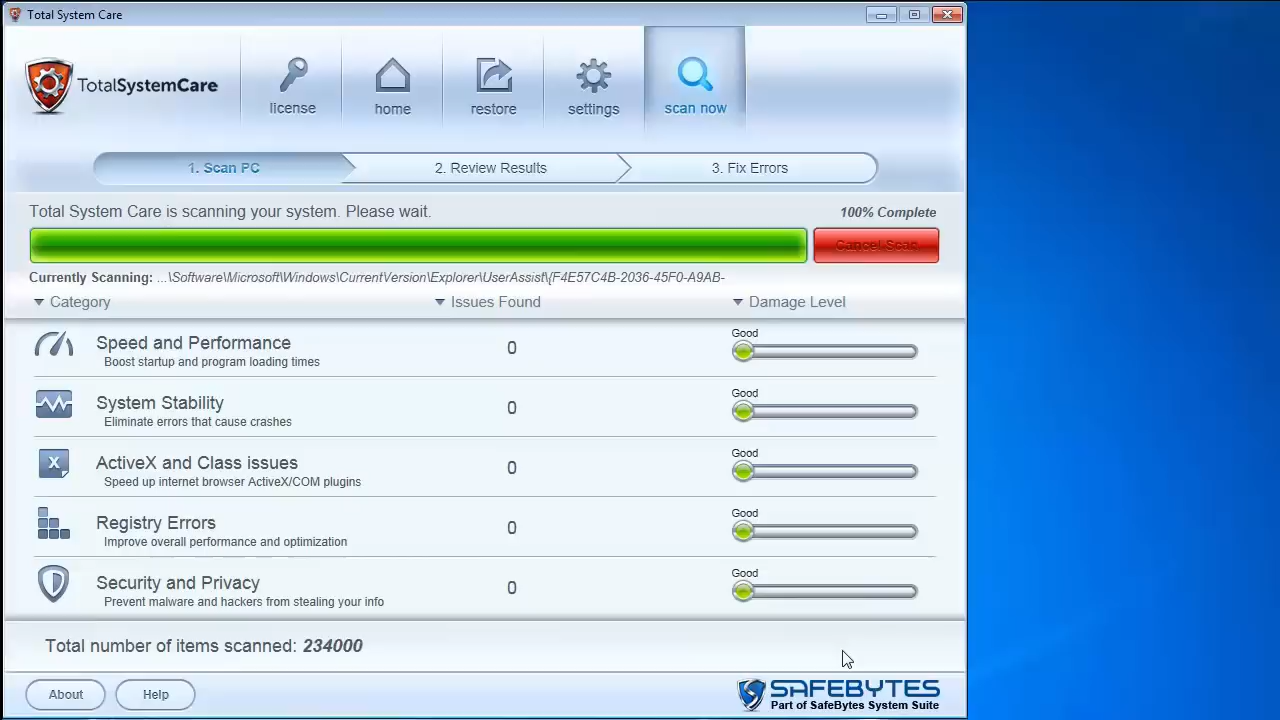 Total System Care
TotalSystemCare
license
home
restore
settings
scan now
1. Scan PC
2. Review Results
3. Fix Errors
Total System Care is scanning your system. Please wait.
100% Complete
Cancel Scan
Currently Scanning: ...\Software\Microsoft\Windows\CurrentVersion\Explorer\UserAssist\{F4E57C4B-2036-45F0-A9AB-
Category
Issues Found
Damage Level
Speed and Performance
Boost startup and program loading times
0
Good
System Stability
Eliminate errors that cause crashes
0
Good
ActiveX and Class issues
Speed up internet browser ActiveX/COM plugins
0
Good
Registry Errors
Improve overall performance and optimization
0
Good
Security and Privacy
Prevent malware and hackers from stealing your info
0
Good
Total number of items scanned: 234000
About
Help
SAFEBYTES
Part of SafeBytes System Suite